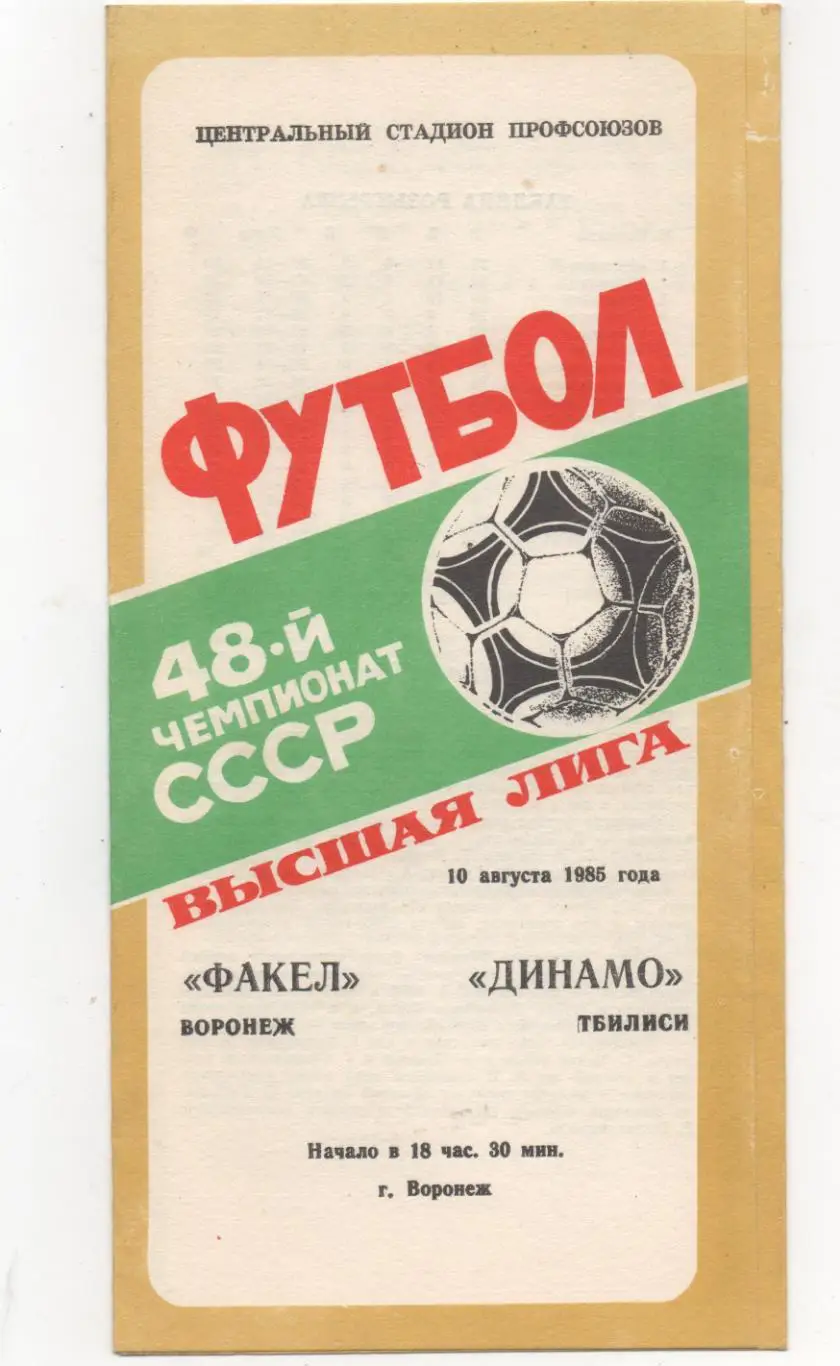 ЦЕНТРАЛЬНЫЙ СТАДИОН ПРОФСОЮЗОВ
ФУТБОЛ
48-Й
ЧЕМПИОНАТ
СССР
ВЫСШАЯ ЛИГА
10 августа 1985 года
«ФАКЕЛ» «ДИНАМО»
ВОРОНЕЖ ТБИЛИСИ
Начало в 18 час. 30 мин.
г. Воронеж